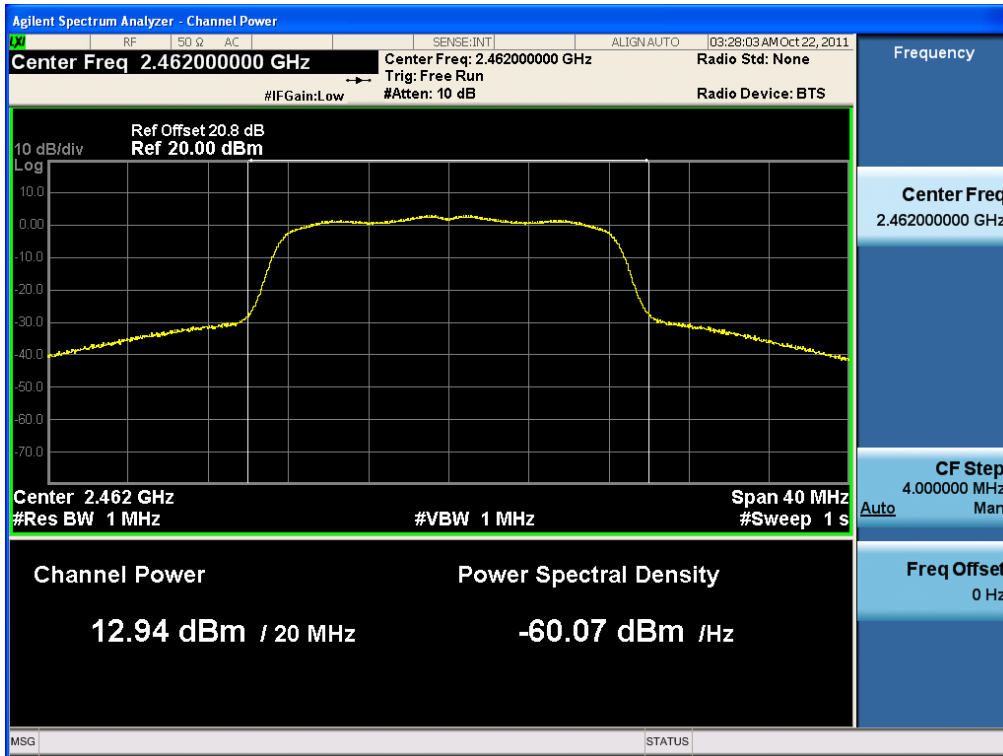 Agilent Spectrum Analyzer - Channel Power
LXI RF 50 Ω AC SENSE:INT ALIGN AUTO 03:28:03 AM Oct 22, 2011
Center Freq 2.462000000 GHz
Center Freq: 2.462000000 GHz
Radio Std: None
Trig: Free Run
#IFGain:Low
#Atten: 10 dB
Radio Device: BTS
Ref Offset 20.8 dB
10 dB/div Ref 20.00 dBm
Log
10.0
0.00
-10.0
-20.0
-30.0
-40.0
-50.0
-60.0
-70.0
Center 2.462 GHz Span 40 MHz
#Res BW 1 MHz #VBW 1 MHz #Sweep 1 s
Channel Power
Power Spectral Density
12.94 dBm / 20 MHz
-60.07 dBm /Hz
Frequency
Center Freq
2.462000000 GHz
CF Step
4.000000 MHz
Auto Man
Freq Offset
0 Hz
MSG STATUS